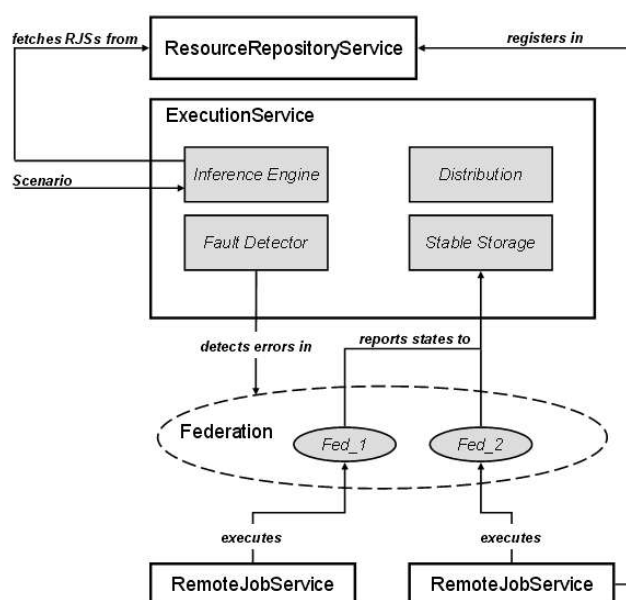 fetches RJSs from
ResourceRepositoryService
registers in
ExecutionService
Scenario
Inference Engine
Distribution
Fault Detector
Stable Storage
detects errors in
reports states to
Federation
Fed_1
Fed_2
executes
executes
RemoteJobService
RemoteJobService